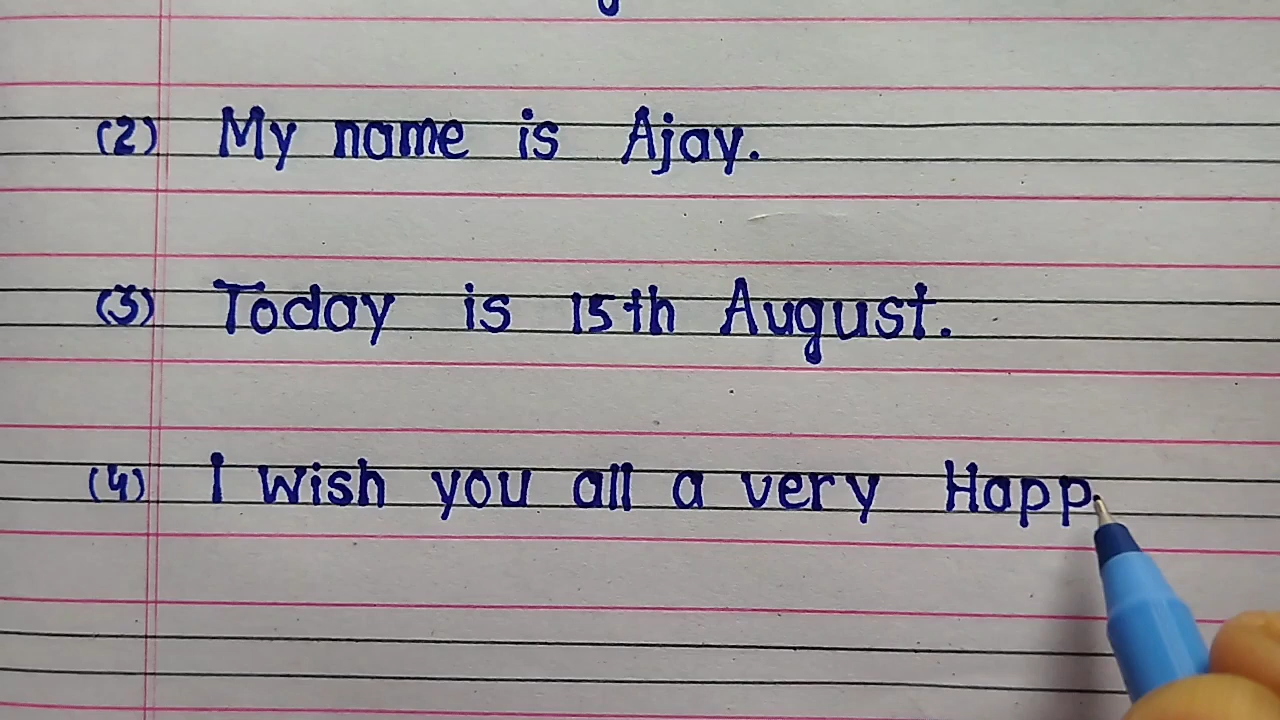 (2) My name is Ajay.
(3) Today is 15th August.
(4) I wish you all a very Happ